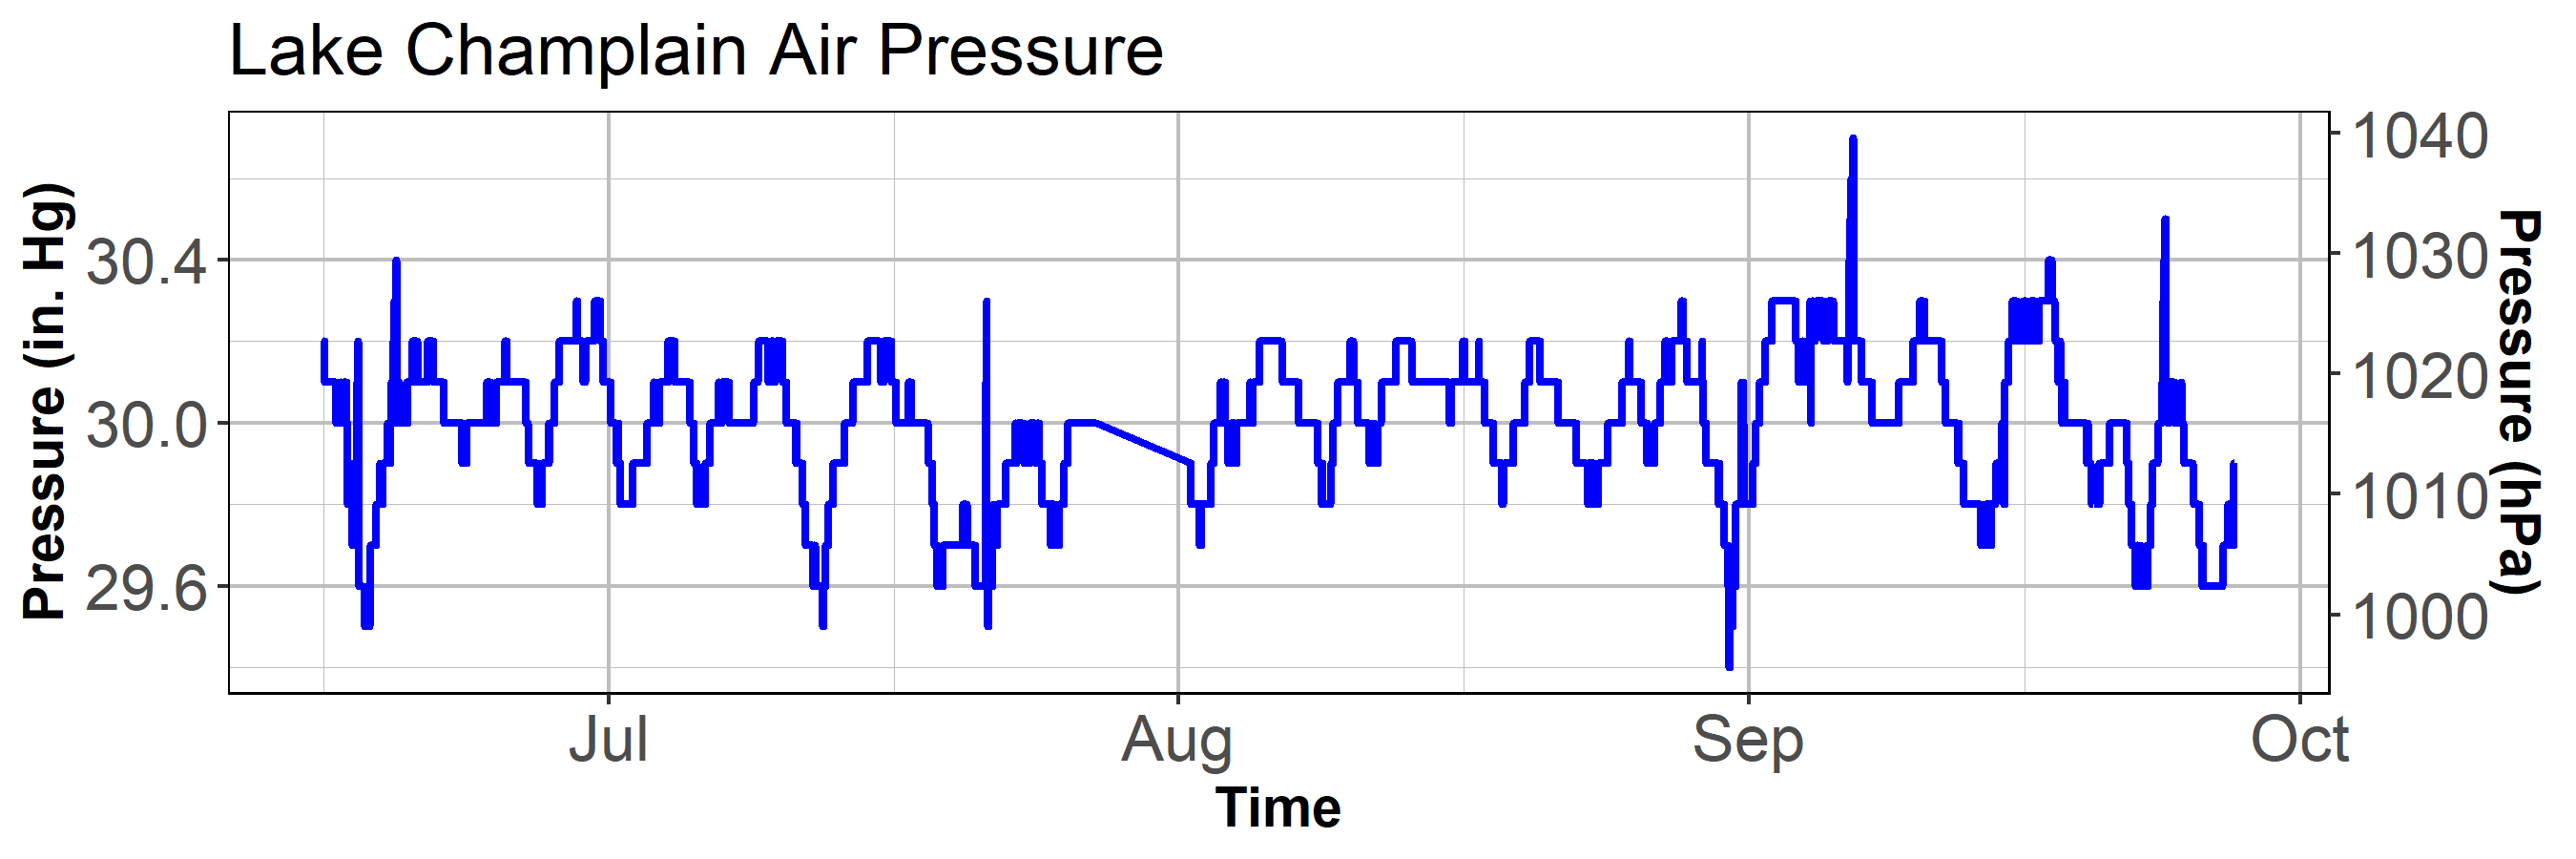 Lake Champlain Air Pressure
Pressure (in. Hg)
30.4
30.0
29.6
1040
1030
1020
1010
1000
Pressure (hPa)
Jul Aug Sep Oct
Time